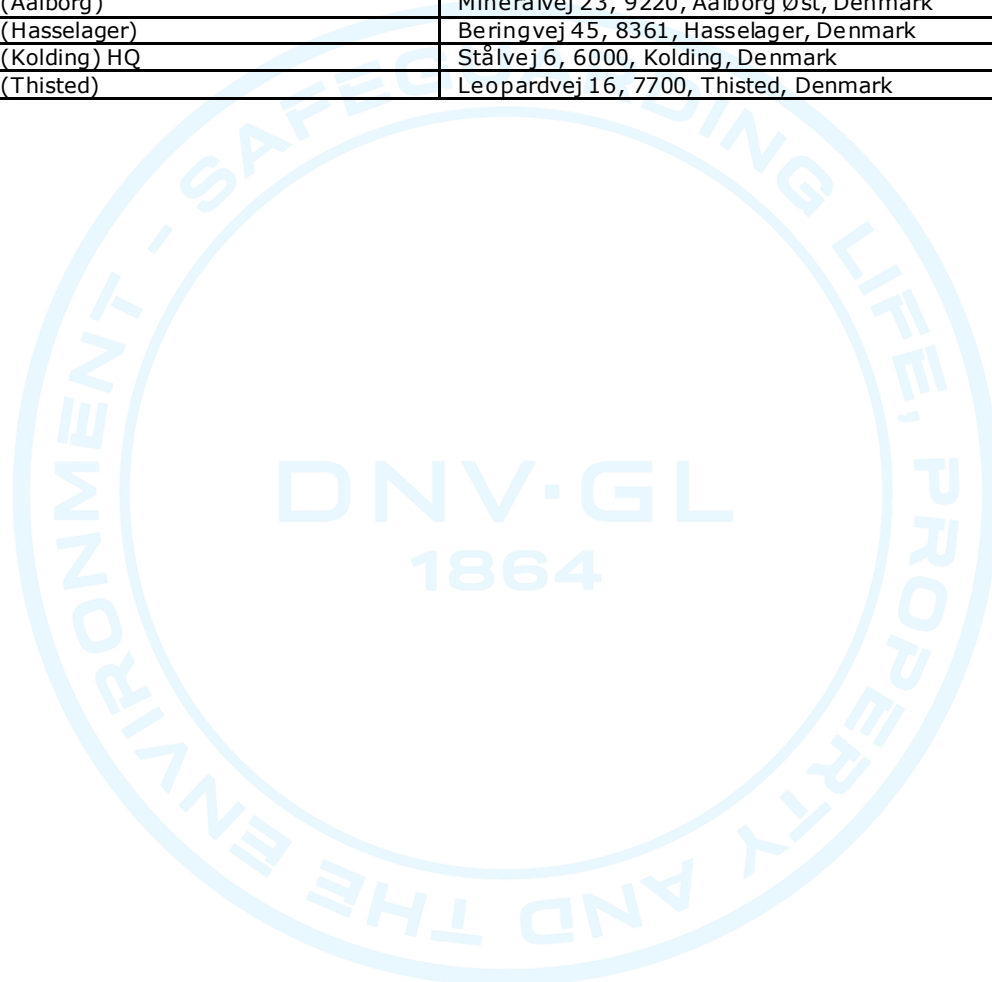 (Aalborg) Mineralvej 23, 9220, Aalborg Øst, Denmark
(Hasselager) Beringvej 45, 8361, Hasselager, Denmark
(Kolding) HQ Stålvej 6, 6000, Kolding, Denmark
(Thisted) Leopardvej 16, 7700, Thisted, Denmark
SAFEGUARDING LIFE, PROPERTY AND THE ENVIRONMENT -
DNV·GL
1864